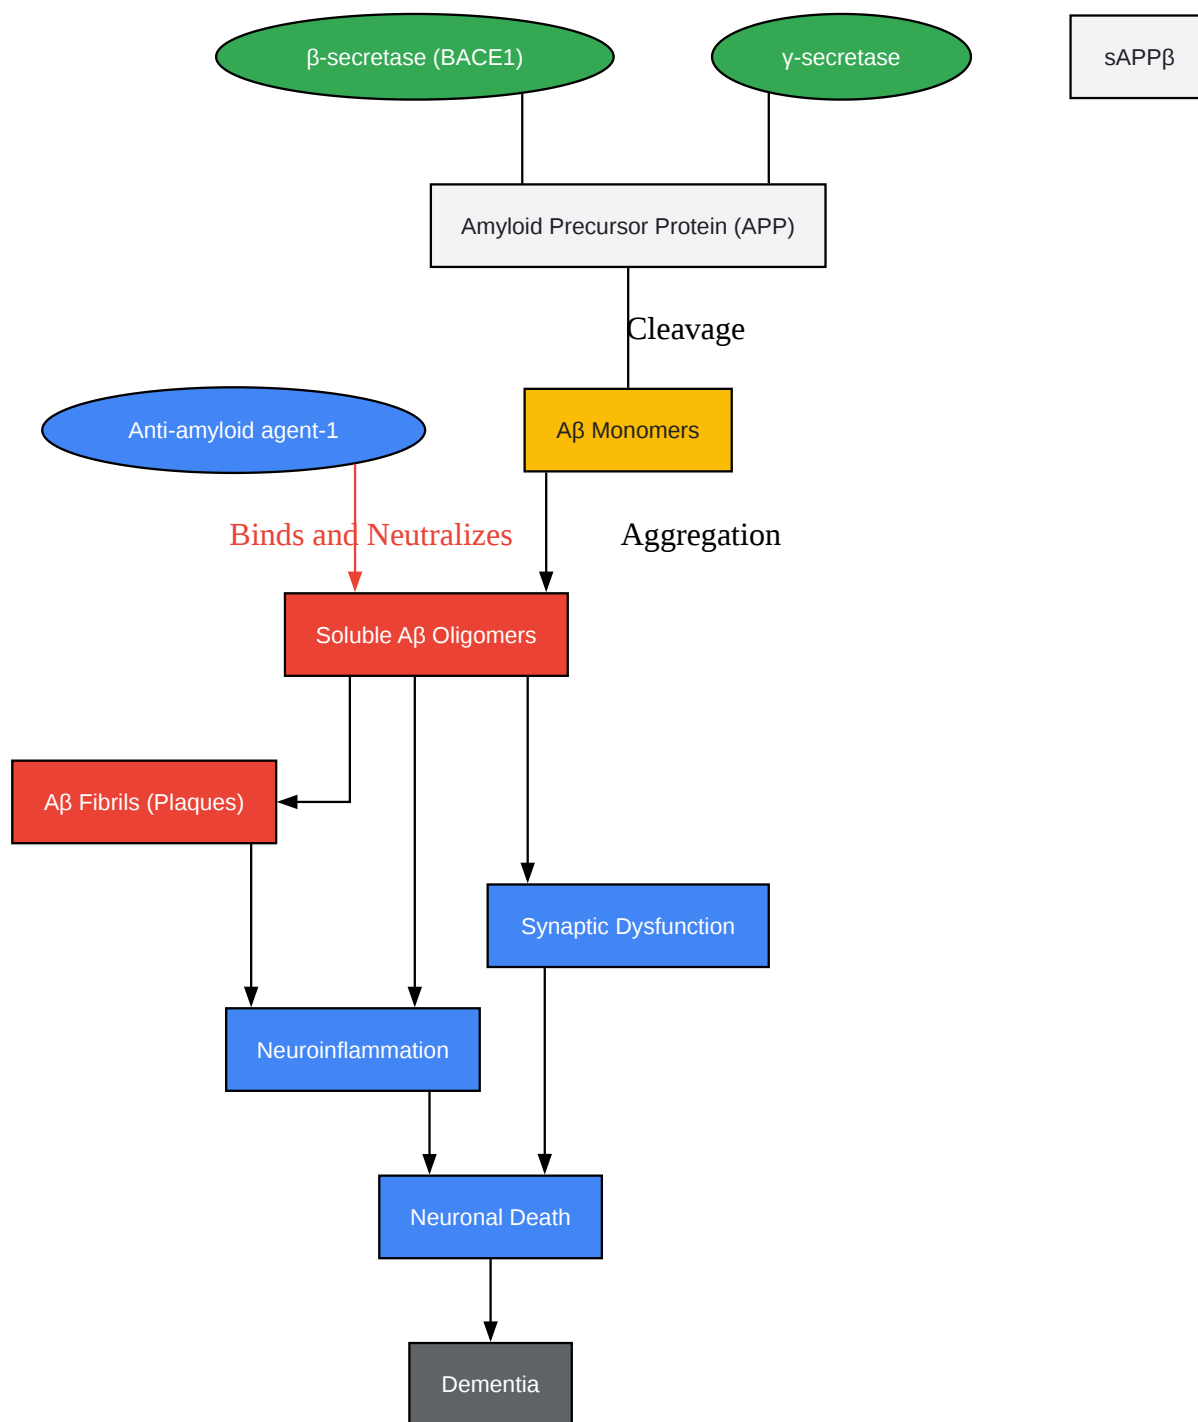 β-secretase (BACE1)
γ-secretase
sAPPβ
Amyloid Precursor Protein (APP)
Cleavage
Anti-amyloid agent-1
Aβ Monomers
Binds and Neutralizes
Aggregation
Soluble Aβ Oligomers
Aβ Fibrils (Plaques)
Synaptic Dysfunction
Neuroinflammation
Neuronal Death
Dementia